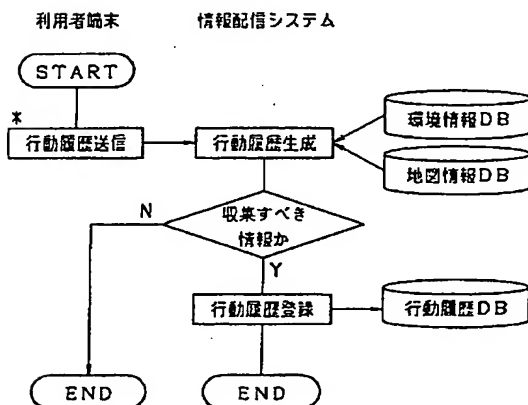 利用者端末 情報配信システム
START
*
行動履歴送信 行動履歴生成 環境情報DB
地図情報DB
N 収集すべき
情報か
Y
行動履歴登録 行動履歴DB
END END